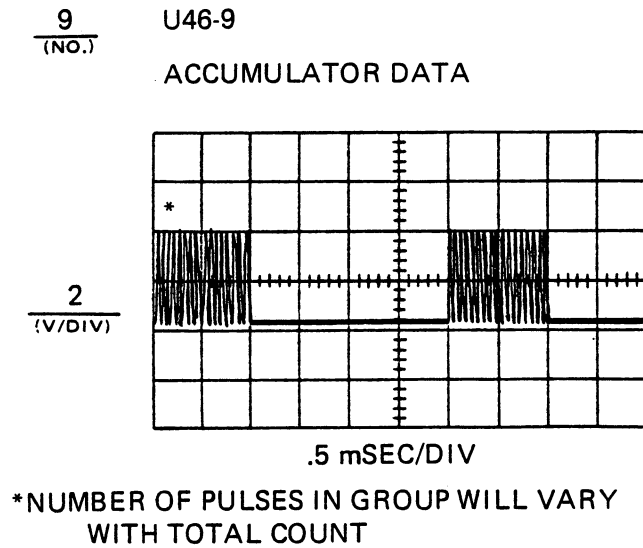 9 U46-9
(NO.)
ACCUMULATOR DATA
*
2
(V/DIV)
.5 mSEC/DIV
*NUMBER OF PULSES IN GROUP WILL VARY
WITH TOTAL COUNT